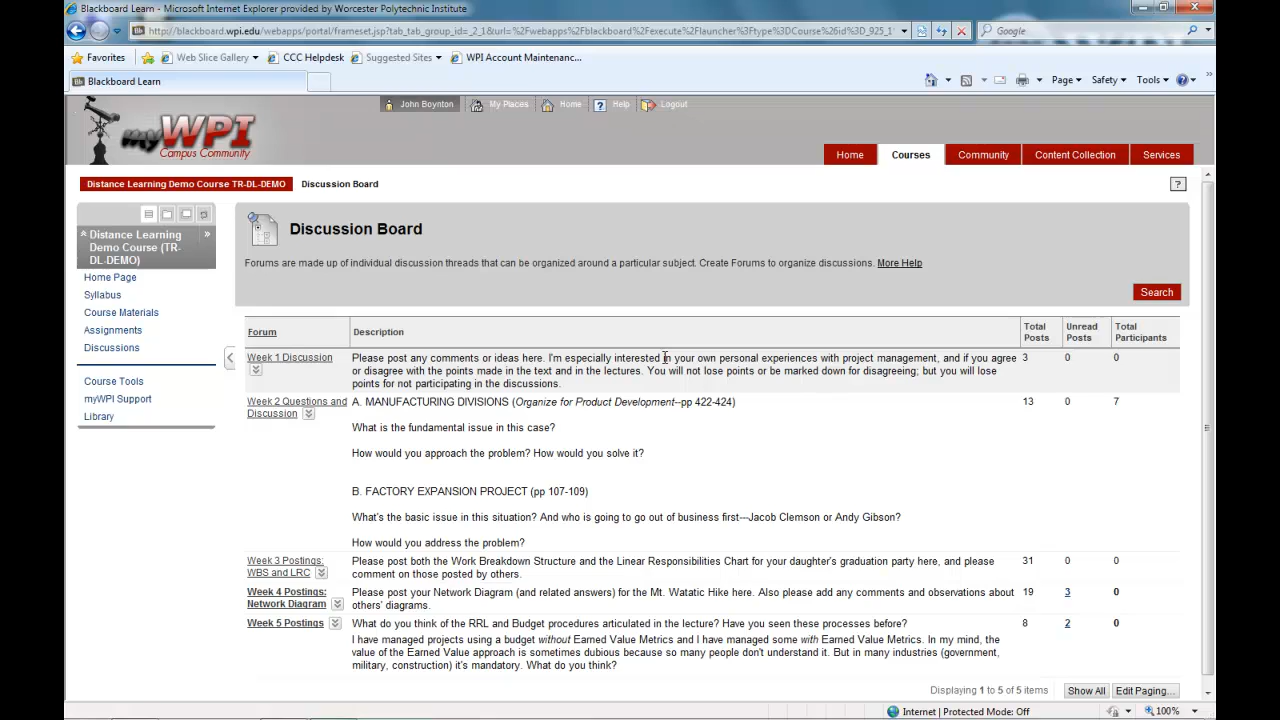 Blackboard Learn - Microsoft Internet Explorer provided by Worcester Polytechnic Institute
http://blackboard.wpi.edu/webapps/portal/frameset.jsp?tab_tab_group_id=_2_1&url=%2Fwebapps%2Fblackboard%2Fexecute%2Flauncher%3Ftype%3DCourse%26id%3D_925_1
Google
Favorites Web Slice Gallery CCC Helpdesk Suggested Sites WPI Account Maintenanc...
Blackboard Learn
Page Safety Tools
John Boynton My Places Home Help Logout
myWPI
Campus Community
Home Courses Community Content Collection Services
Distance Learning Demo Course TR-DL-DEMO Discussion Board
Distance Learning
Demo Course (TR-
DL-DEMO)
Home Page
Syllabus
Course Materials
Assignments
Discussions
Course Tools
myWPI Support
Library
Discussion Board
Forums are made up of individual discussion threads that can be organized around a particular subject. Create Forums to organize discussions. More Help
Search
Forum Description Total Posts Unread Posts Total Participants
Week 1 Discussion Please post any comments or ideas here. I'm especially interested in your own personal experiences with project management, and if you agree 3 0 0
or disagree with the points made in the text and in the lectures. You will not lose points or be marked down for disagreeing; but you will lose
points for not participating in the discussions.
Week 2 Questions and A. MANUFACTURING DIVISIONS (Organize for Product Development--pp 422-424) 13 0 7
Discussion
What is the fundamental issue in this case?
How would you approach the problem? How would you solve it?
B. FACTORY EXPANSION PROJECT (pp 107-109)
What's the basic issue in this situation? And who is going to go out of business first---Jacob Clemson or Andy Gibson?
How would you address the problem?
Week 3 Postings: Please post both the Work Breakdown Structure and the Linear Responsibilities Chart for your daughter's graduation party here, and please 31 0 0
WBS and LRC comment on those posted by others.
Week 4 Postings: Please post your Network Diagram (and related answers) for the Mt. Watatic Hike here. Also please add any comments and observations about 19 3 0
Network Diagram others' diagrams.
Week 5 Postings What do you think of the RRL and Budget procedures articulated in the lecture? Have you seen these processes before? 8 2 0
I have managed projects using a budget without Earned Value Metrics and I have managed some with Earned Value Metrics. In my mind, the
value of the Earned Value approach is sometimes dubious because so many people don't understand it. But in many industries (government,
military, construction) it's mandatory. What do you think?
Displaying 1 to 5 of 5 items Show All Edit Paging...
Internet | Protected Mode: Off 100%